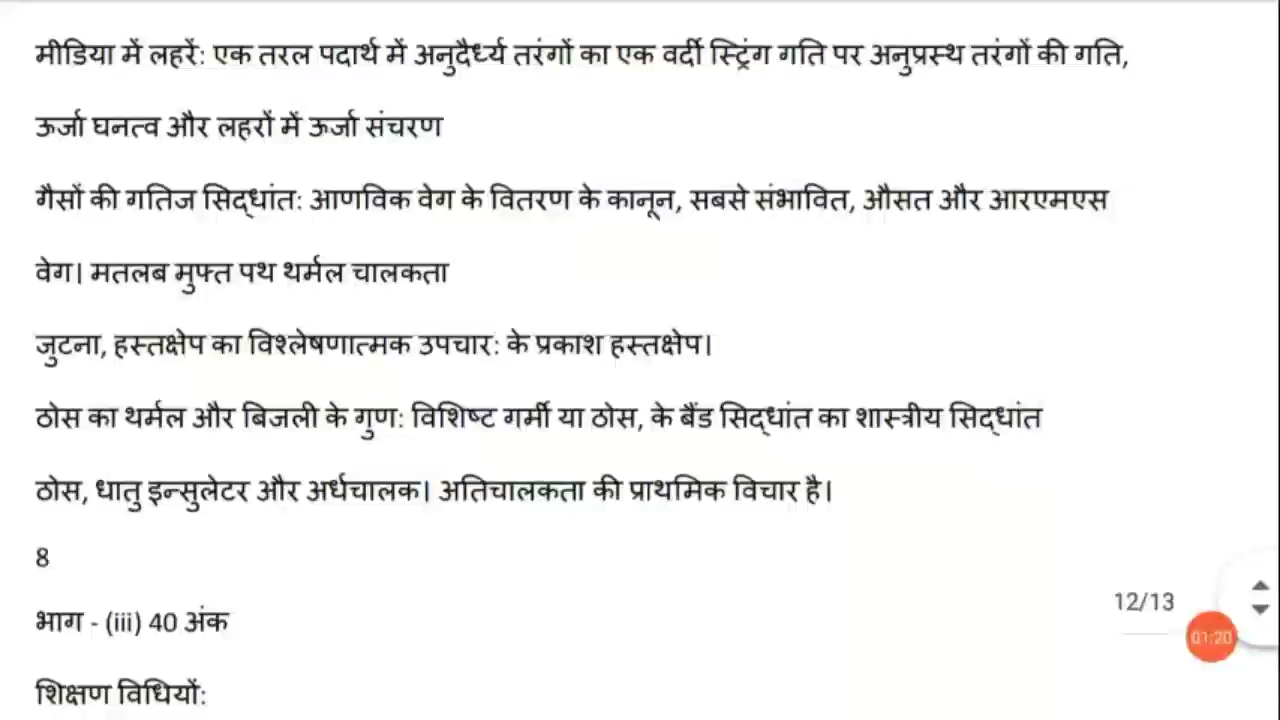 मीडिया में लहरें: एक तरल पदार्थ में अनुदैर्ध्य तरंगों का एक वर्दी स्ट्रिंग गति पर अनुप्रस्थ तरंगों की गति,
ऊर्जा घनत्व और लहरों में ऊर्जा संचरण
गैसों की गतिज सिद्धांत: आणविक वेग के वितरण के कानून, सबसे संभावित, औसत और आरएमएस
वेग। मतलब मुफ्त पथ थर्मल चालकता
जुटना, हस्तक्षेप का विश्लेषणात्मक उपचार: के प्रकाश हस्तक्षेप।
ठोस का थर्मल और बिजली के गुण: विशिष्ट गर्मी या ठोस, के बैंड सिद्धांत का शास्त्रीय सिद्धांत
ठोस, धातु इन्सुलेटर और अर्धचालक। अतिचालकता की प्राथमिक विचार है।
8
12/13
01:20
भाग - (iii) 40 अंक
शिक्षण विधियों: